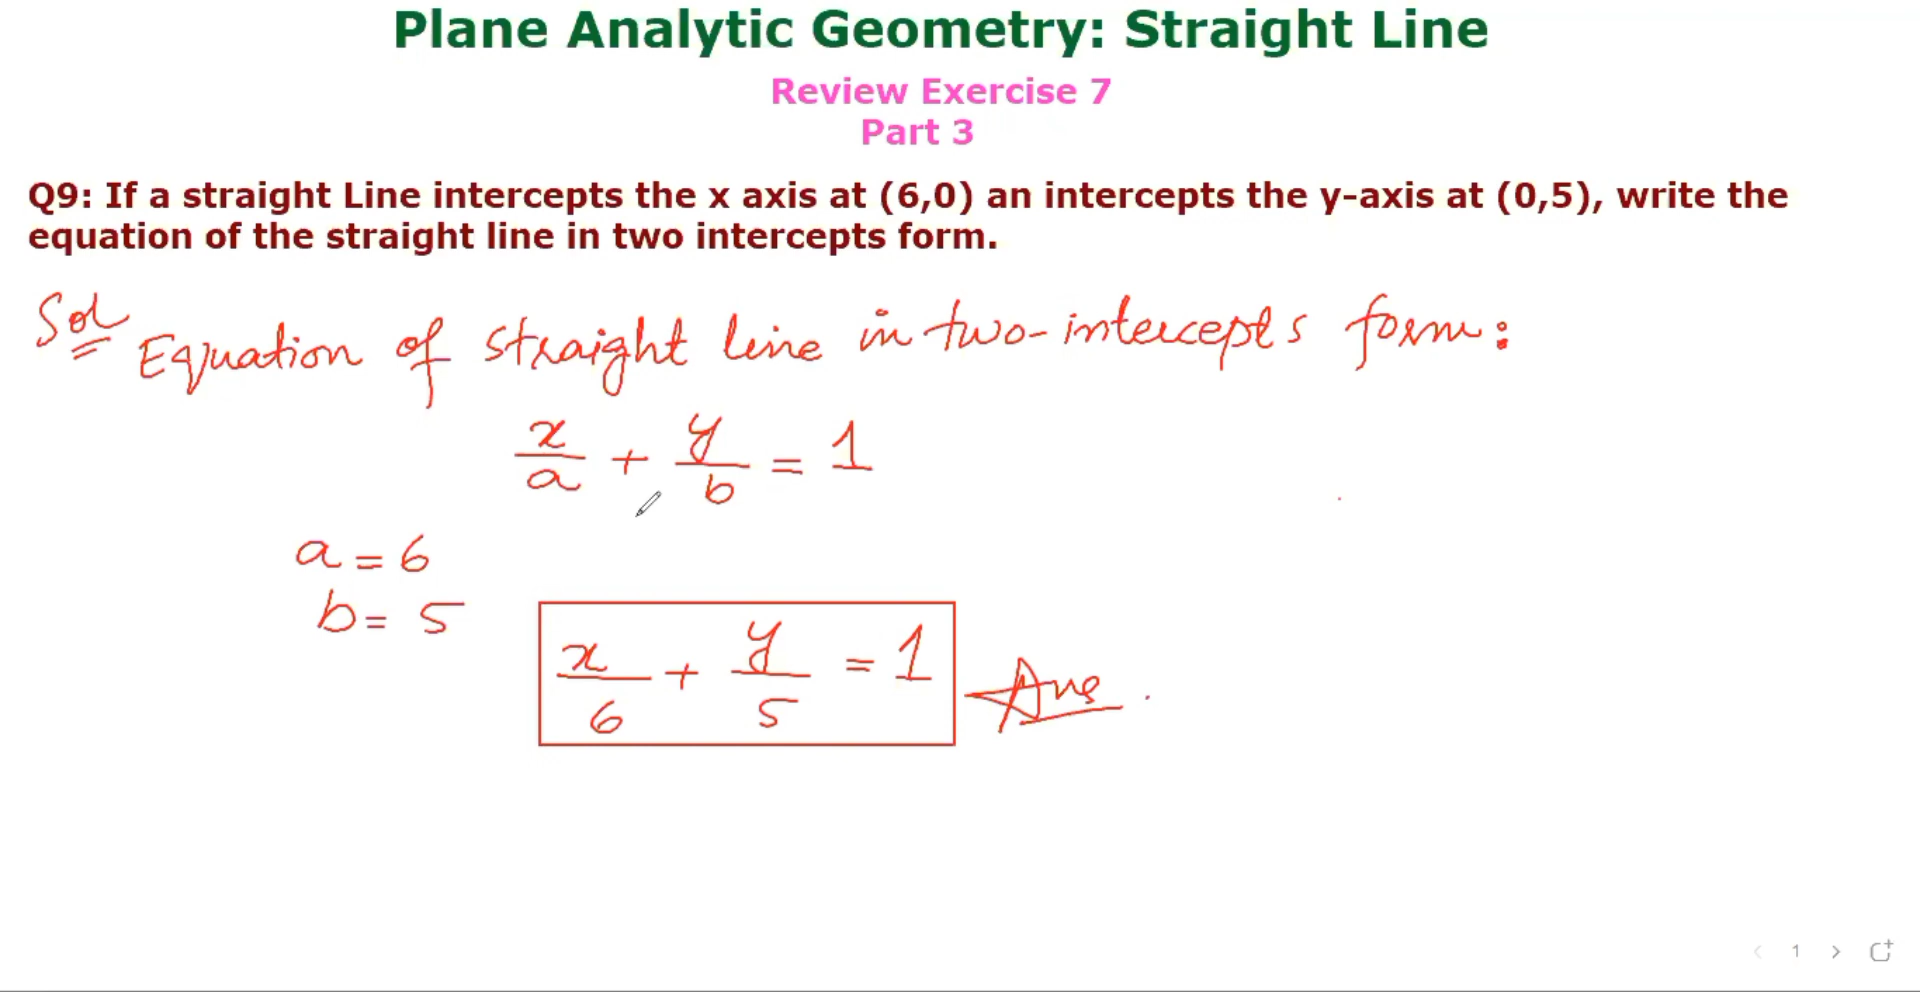 Plane Analytic Geometry: Straight Line
Review Exercise 7
Part 3
Q9: If a straight Line intercepts the x axis at (6,0) an intercepts the y-axis at (0,5), write the
equation of the straight line in two intercepts form.
Sol Equation of straight line in two-intercepts form:
x/a + y/b = 1
a = 6
b = 5
x/6 + y/5 = 1 Ans.
1